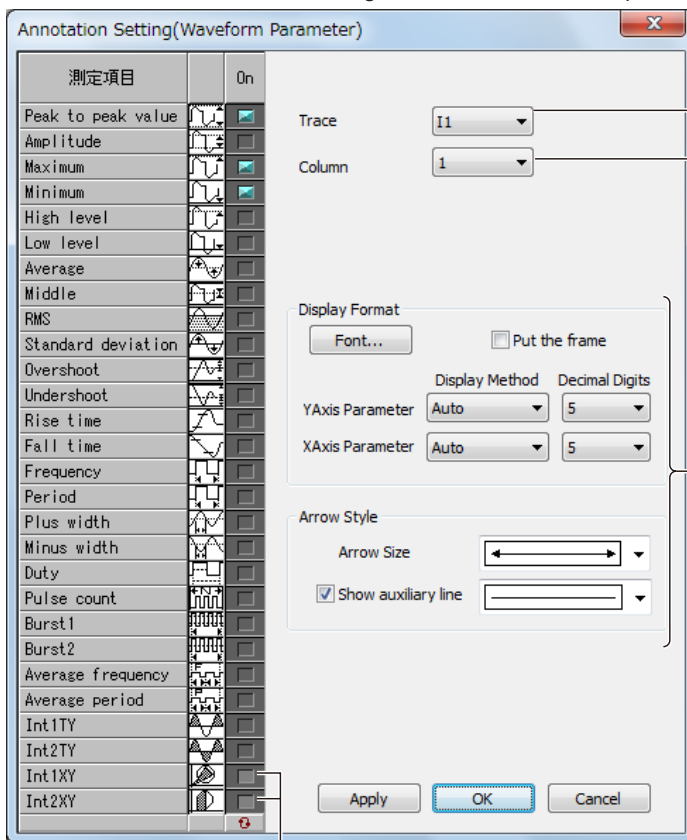 Annotation Setting(Waveform Parameter)
測定項目 Wave On
Peak to peak value
Amplitude
Maximum
Minimum
High level
Low level
Average
Middle
RMS
Standard deviation
Overshoot
Undershoot
Rise time
Fall time
Frequency
Period
Plus width
Minus width
Duty
Pulse count
Burst1
Burst2
Average frequency
Average period
Int1TY
Int2TY
Int1XY
Int2XY
Trace I1
Column 1
Display Format
Font... Put the frame
Display Method Decimal Digits
YAxis Parameter Auto 5
XAxis Parameter Auto 5
Arrow Style
Arrow Size
Show auxiliary line
Apply OK Cancel